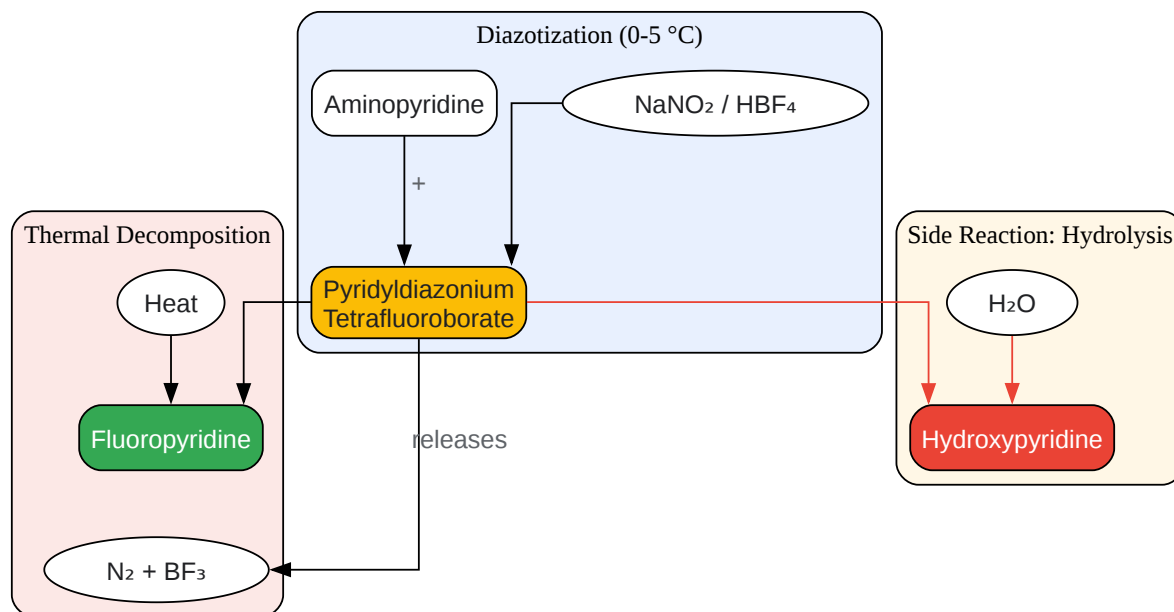 Diazotization (0-5 °C)
Aminopyridine
NaNO₂ / HBF₄
+
Thermal Decomposition
Side Reaction: Hydrolysis
Heat
Pyridyldiazonium
Tetrafluoroborate
H₂O
Fluoropyridine
releases
Hydroxypyridine
N₂ + BF₃